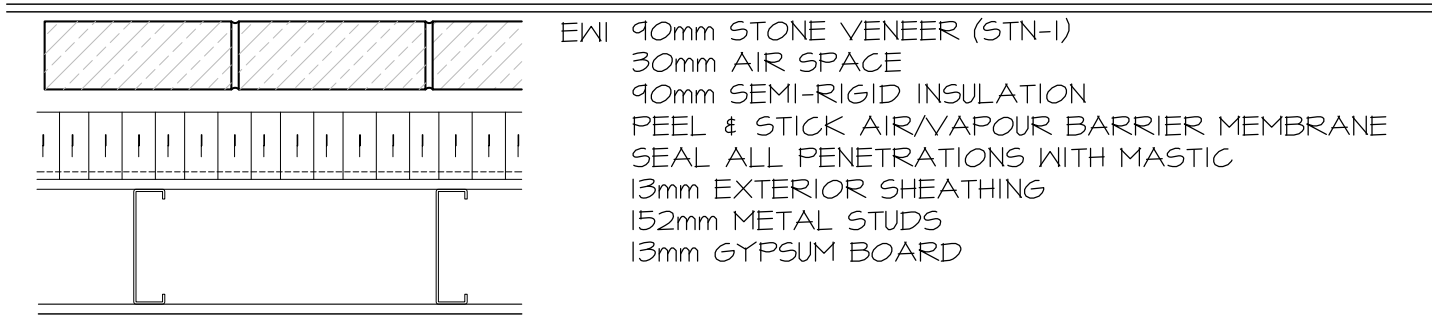 EW1 90mm STONE VENEER (STN-1)
30mm AIR SPACE
90mm SEMI-RIGID INSULATION
PEEL & STICK AIR/VAPOUR BARRIER MEMBRANE
SEAL ALL PENETRATIONS WITH MASTIC
13mm EXTERIOR SHEATHING
152mm METAL STUDS
13mm GYPSUM BOARD